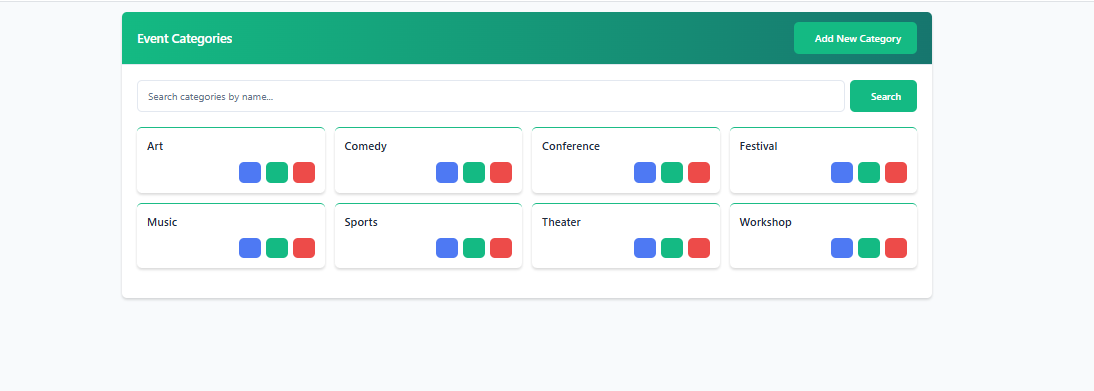 Event Categories
Add New Category
Search categories by name...
Search
Art
Comedy
Conference
Festival
Music
Sports
Theater
Workshop